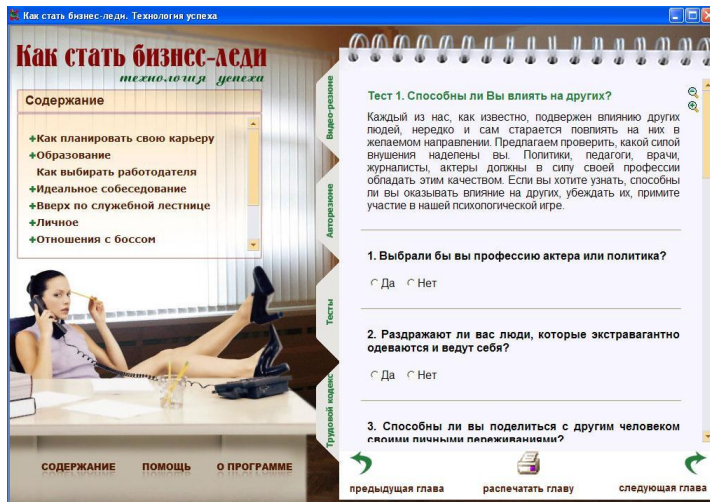 Как стать бизнес-леди. Технология успеха
Как стать бизнес-леди
технология успеха
Содержание
+Как планировать свою карьеру
+Образование
Как выбирать работодателя
+Идеальное собеседование
+Вверх по служебной лестнице
+Личное
+Отношения с боссом
СОДЕРЖАНИЕ ПОМОЩЬ О ПРОГРАММЕ
Видео-резюме
Авторезюме
Тесты
Трудовой кодекс
Тест 1. Способны ли Вы влиять на других?
Каждый из нас, как известно, подвержен влиянию других
людей, нередко и сам старается повлиять на них в
желаемом направлении. Предлагаем проверить, какой силой
внушения наделены вы. Политики, педагоги, врачи,
журналисты, актеры должны в силу своей профессии
обладать этим качеством. Если вы хотите узнать, способны
ли вы оказывать влияние на других, убеждать их, примите
участие в нашей психологической игре.
1. Выбрали бы вы профессию актера или политика?
Да Нет
2. Раздражают ли вас люди, которые экстравагантно
одеваются и ведут себя?
Да Нет
3. Способны ли вы поделиться с другим человеком
своими личными переживаниями?
предыдущая глава распечатать главу следующая глава